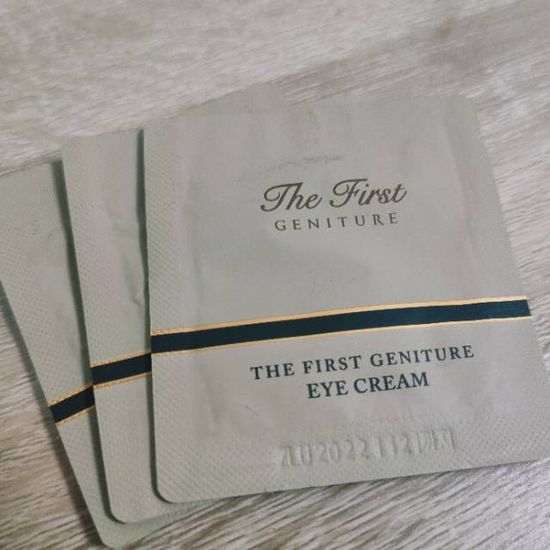 The First
GENITURE
THE FIRST GENITURE
EYE CREAM